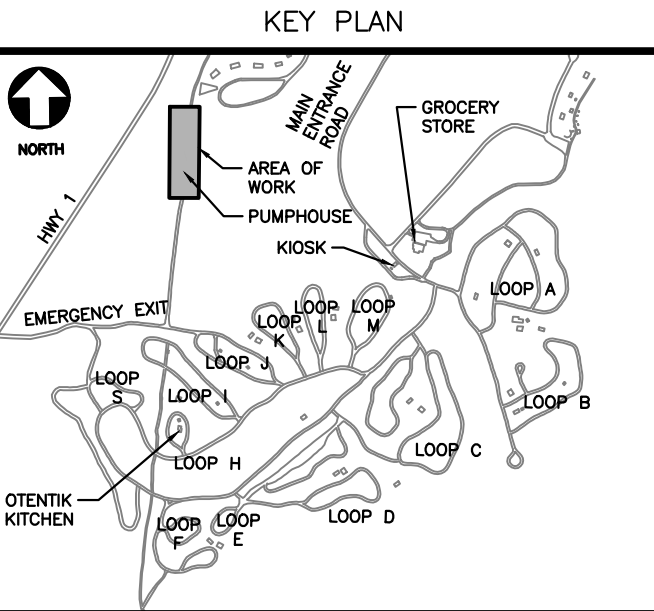 KEY PLAN
NORTH
HWY 1
MAIN
ENTRANCE
ROAD
GROCERY
STORE
AREA OF
WORK
PUMPHOUSE
KIOSK
EMERGENCY EXIT
LOOP A
LOOP
K
LOOP
L
LOOP
M
LOOP J
LOOP
S
LOOP I
LOOP B
LOOP H
LOOP C
OTENTIK
KITCHEN
LOOP
F
LOOP
E
LOOP D